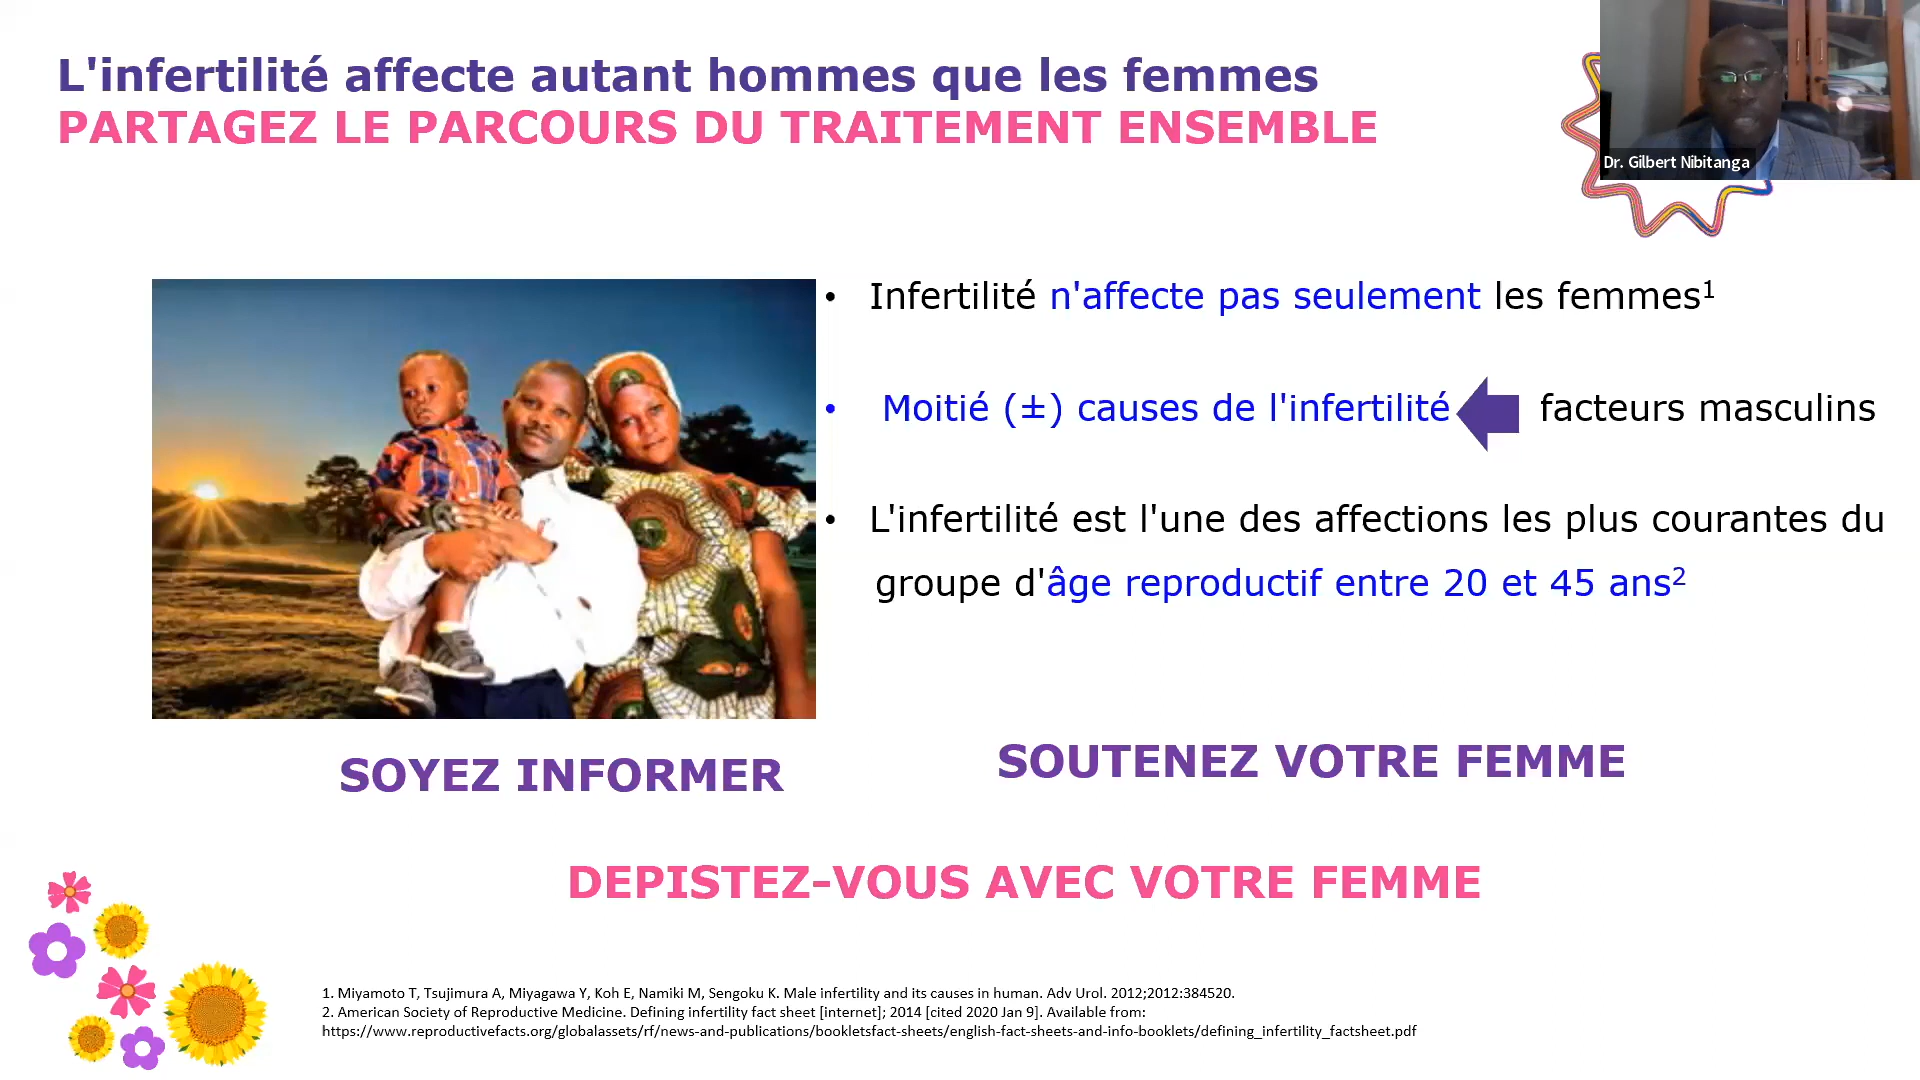 L'infertilité affecte autant hommes que les femmes
PARTAGEZ LE PARCOURS DU TRAITEMENT ENSEMBLE
Dr. Gilbert Nibitanga
• Infertilité n'affecte pas seulement les femmes¹
• Moitié (±) causes de l'infertilité facteurs masculins
• L'infertilité est l'une des affections les plus courantes du
groupe d'âge reproductif entre 20 et 45 ans²
SOYEZ INFORMER
SOUTENEZ VOTRE FEMME
DEPISTEZ-VOUS AVEC VOTRE FEMME
1. Miyamoto T, Tsujimura A, Miyagawa Y, Koh E, Namiki M, Sengoku K. Male infertility and its causes in human. Adv Urol. 2012;2012:384520.
2. American Society of Reproductive Medicine. Defining infertility fact sheet [internet]; 2014 [cited 2020 Jan 9]. Available from:
https://www.reproductivefacts.org/globalassets/rf/news-and-publications/bookletsfact-sheets/english-fact-sheets-and-info-booklets/defining_infertility_factsheet.pdf